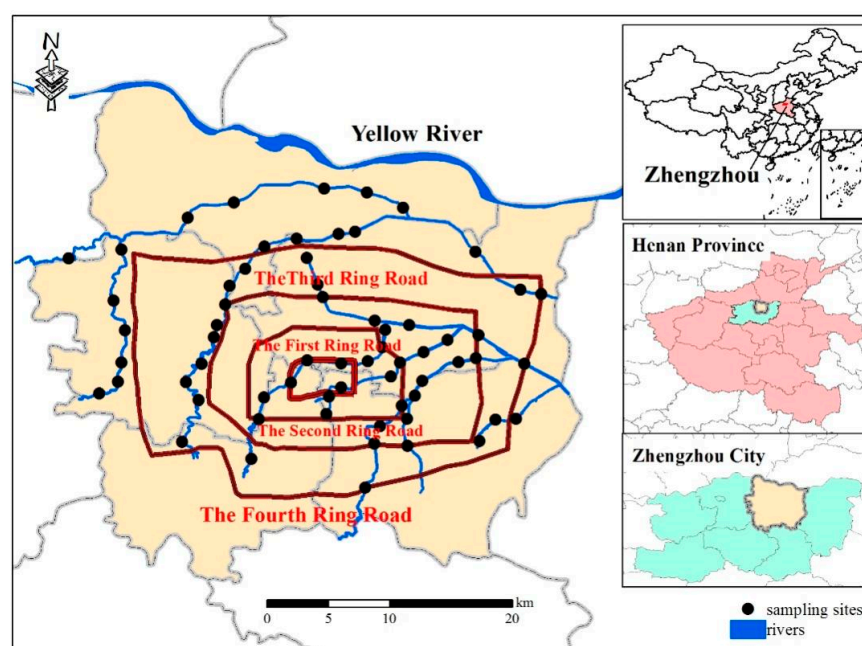 N
Yellow River
TheThird Ring Road
The First Ring Road
The Second Ring Road
The Fourth Ring Road
0 5 10 20 km
Zhengzhou
Henan Province
Zhengzhou City
sampling sites
rivers